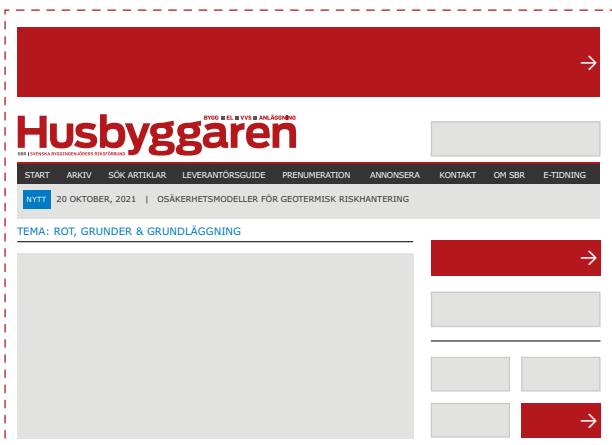 BYGG ■ EL ■ VVS ■ ANLÄGGNING
Husbyggaren
SBR | SVENSKA BYGGINGENJÖRERS RIKSFÖRBUND
START ARKIV SÖK ARTIKLAR LEVERANTÖRSGUIDE PRENUMERATION ANNONSERA KONTAKT OM SBR E-TIDNING
NYTT 20 OKTOBER, 2021 | OSÄKERHETSMODELLER FÖR GEOTERMISK RISKHANTERING
TEMA: ROT, GRUNDER & GRUNDLÄGGNING